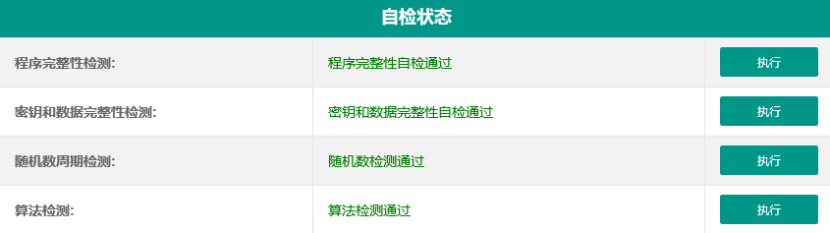 自检状态
程序完整性检测: 程序完整性自检通过 执行
密钥和数据完整性检测: 密钥和数据完整性自检通过 执行
随机数周期检测: 随机数检测通过 执行
算法检测: 算法检测通过 执行